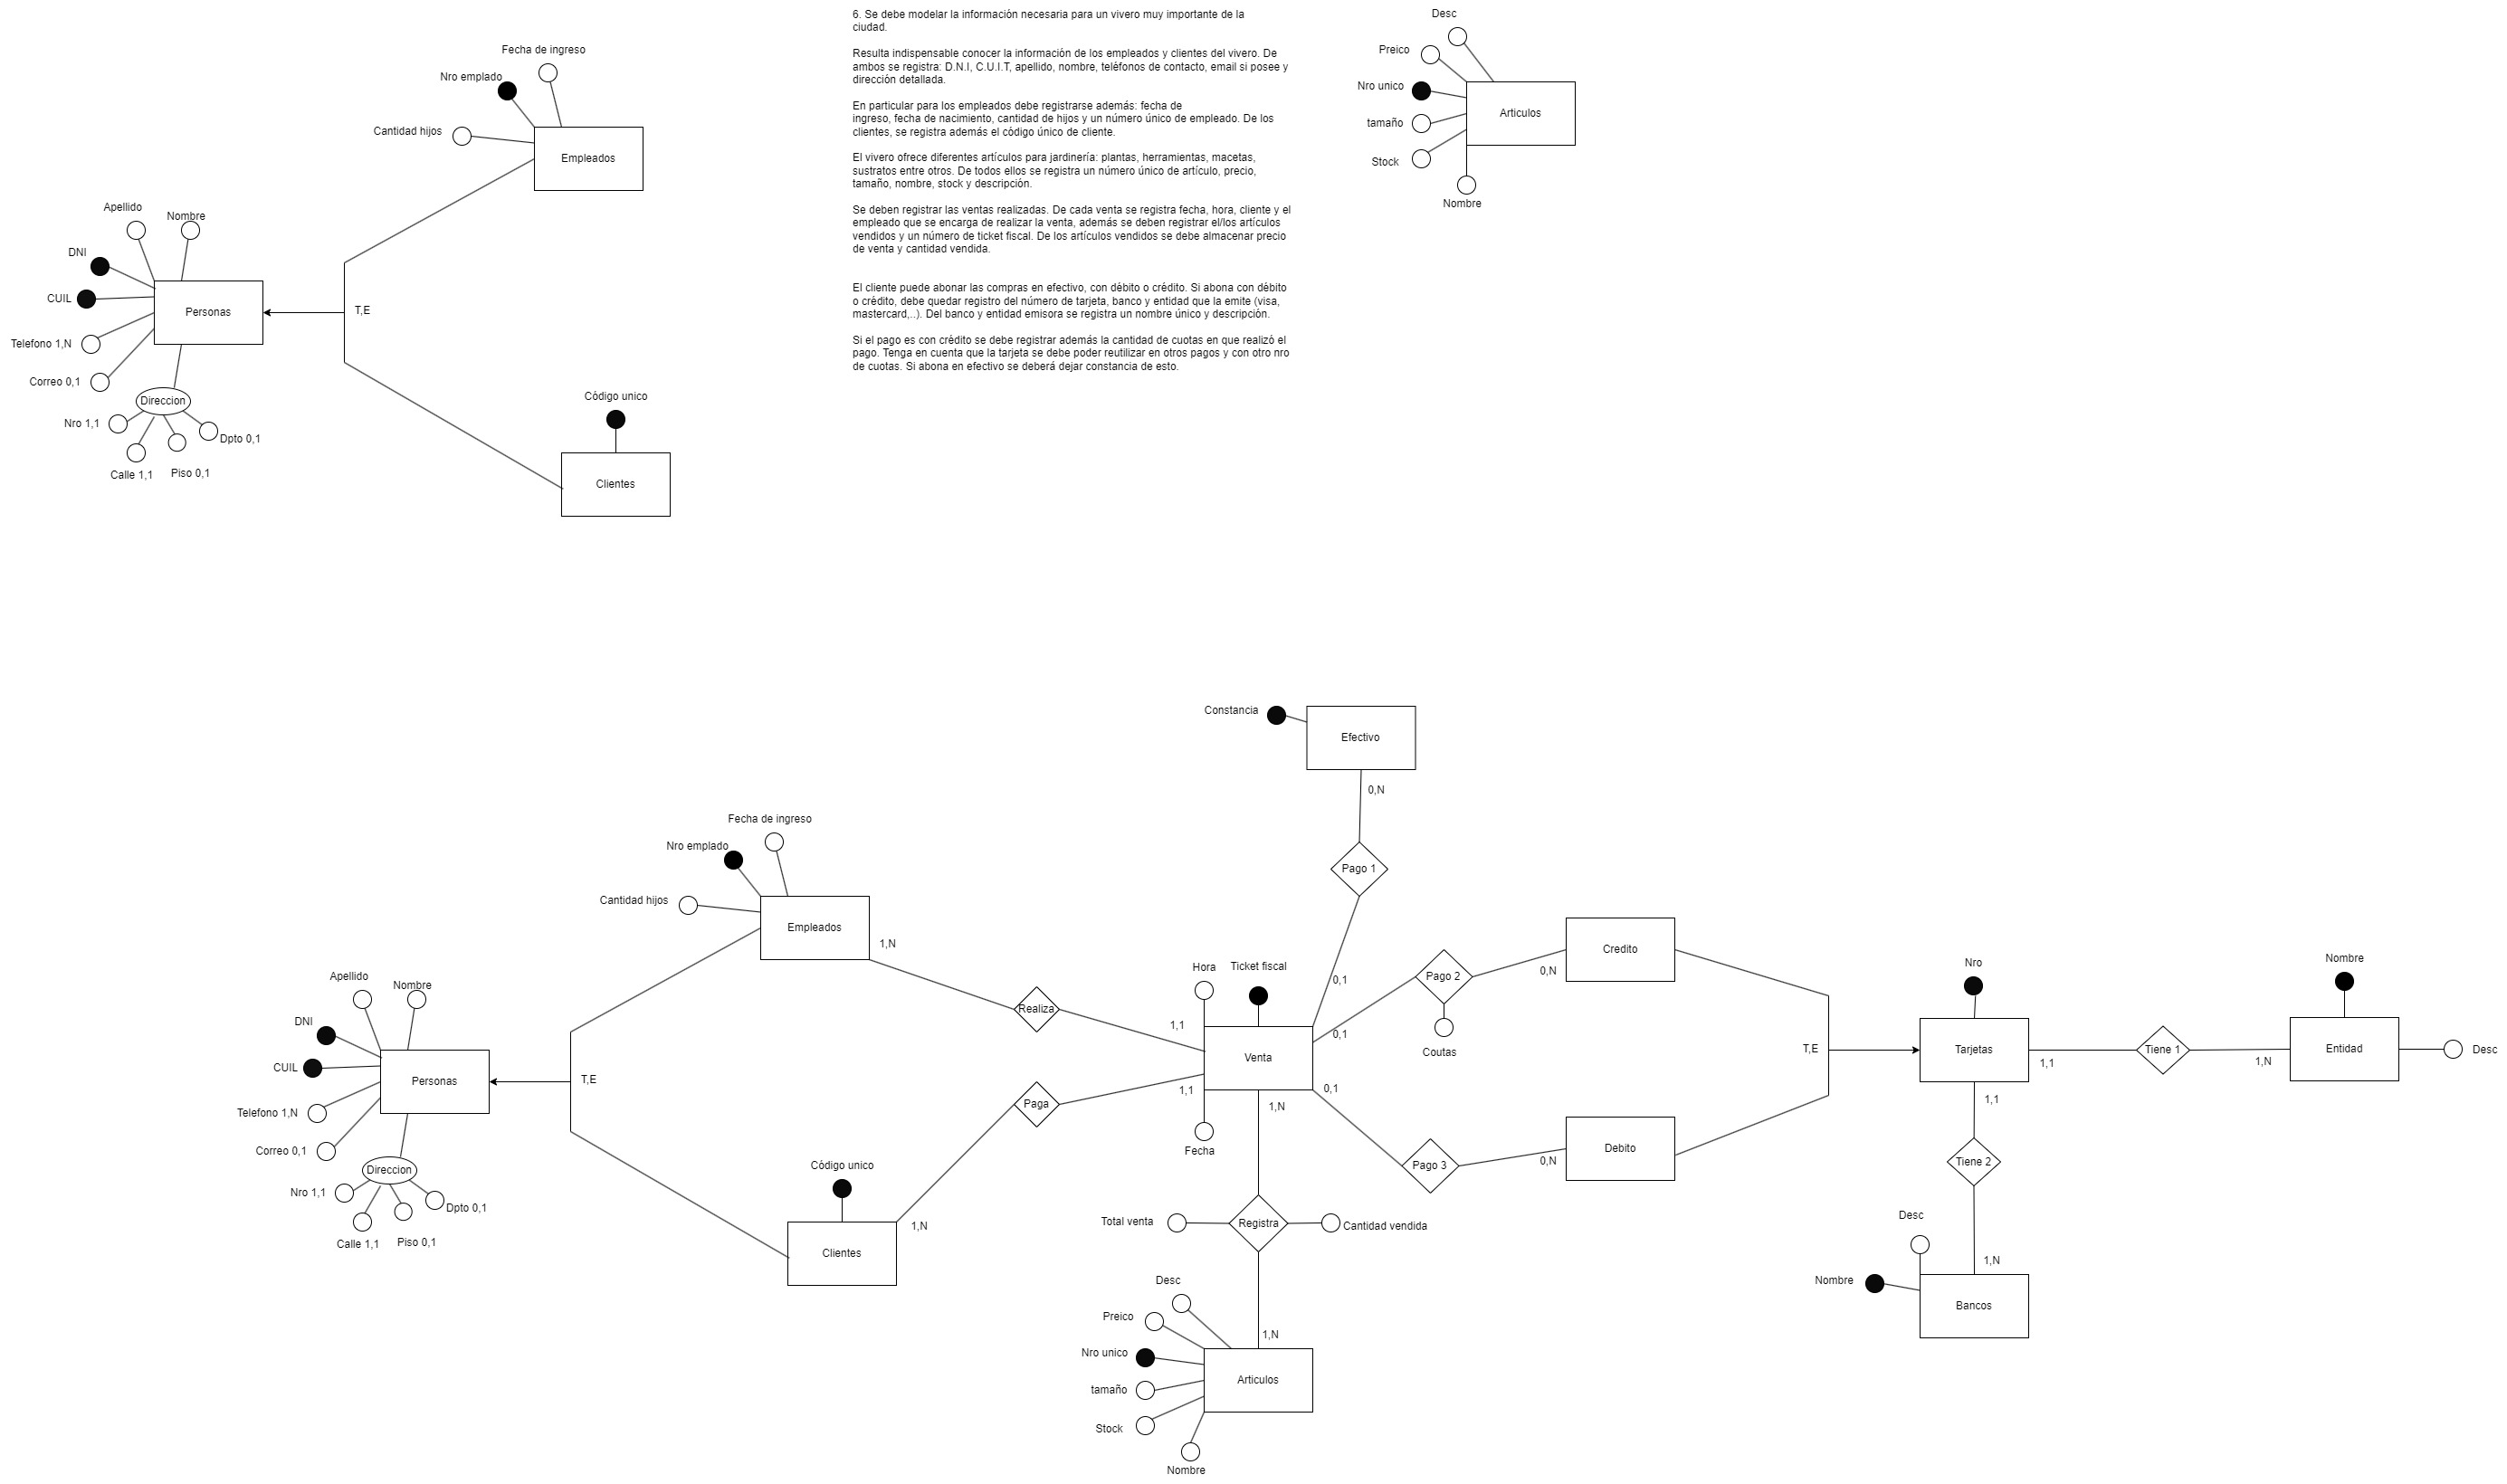 6. Se debe modelar la información necesaria para un vivero muy importante de la
ciudad.
Resulta indispensable conocer la información de los empleados y clientes del vivero. De
ambos se registra: D.N.I, C.U.I.T, apellido, nombre, teléfonos de contacto, email si posee y
dirección detallada.
En particular para los empleados debe registrarse además: fecha de
ingreso, fecha de nacimiento, cantidad de hijos y un número único de empleado. De los
clientes, se registra además el código único de cliente.
El vivero ofrece diferentes artículos para jardinería: plantas, herramientas, macetas,
sustratos entre otros. De todos ellos se registra un número único de artículo, precio,
tamaño, nombre, stock y descripción.
Se deben registrar las ventas realizadas. De cada venta se registra fecha, hora, cliente y el
empleado que se encarga de realizar la venta, además se deben registrar el/los artículos
vendidos y un número de ticket fiscal. De los artículos vendidos se debe almacenar precio
de venta y cantidad vendida.
El cliente puede abonar las compras en efectivo, con débito o crédito. Si abona con débito
o crédito, debe quedar registro del número de tarjeta, banco y entidad que la emite (visa,
mastercard,..). Del banco y entidad emisora se registra un nombre único y descripción.
Si el pago es con crédito se debe registrar además la cantidad de cuotas en que realizó el
pago. Tenga en cuenta que la tarjeta se debe poder reutilizar en otros pagos y con otro nro
de cuotas. Si abona en efectivo se deberá dejar constancia de esto.
Desc
Preico
Nro unico
Articulos
tamaño
Stock
Nombre
Fecha de ingreso
Nro emplado
Cantidad hijos
Empleados
Apellido
Nombre
DNI
CUIL
Personas
T,E
Telefono 1,N
Correo 0,1
Direccion
Nro 1,1
Dpto 0,1
Calle 1,1
Piso 0,1
Código unico
Clientes
Constancia
Efectivo
0,N
Pago 1
0,1
Fecha de ingreso
Nro emplado
Cantidad hijos
Empleados
1,N
Realiza
1,1
Apellido
Nombre
DNI
CUIL
Personas
T,E
Telefono 1,N
Correo 0,1
Direccion
Nro 1,1
Dpto 0,1
Calle 1,1
Piso 0,1
Código unico
Clientes
1,N
Paga
1,1
Hora
Ticket fiscal
Venta
Fecha
0,1
Pago 2
Coutas
0,N
Credito
0,1
Pago 3
0,N
Debito
T,E
Nro
Tarjetas
1,1
Tiene 1
1,N
Nombre
Entidad
Desc
1,1
Tiene 2
1,N
Desc
Nombre
Bancos
1,N
Total venta
Registra
Cantidad vendida
1,N
Desc
Preico
Nro unico
Articulos
tamaño
Stock
Nombre